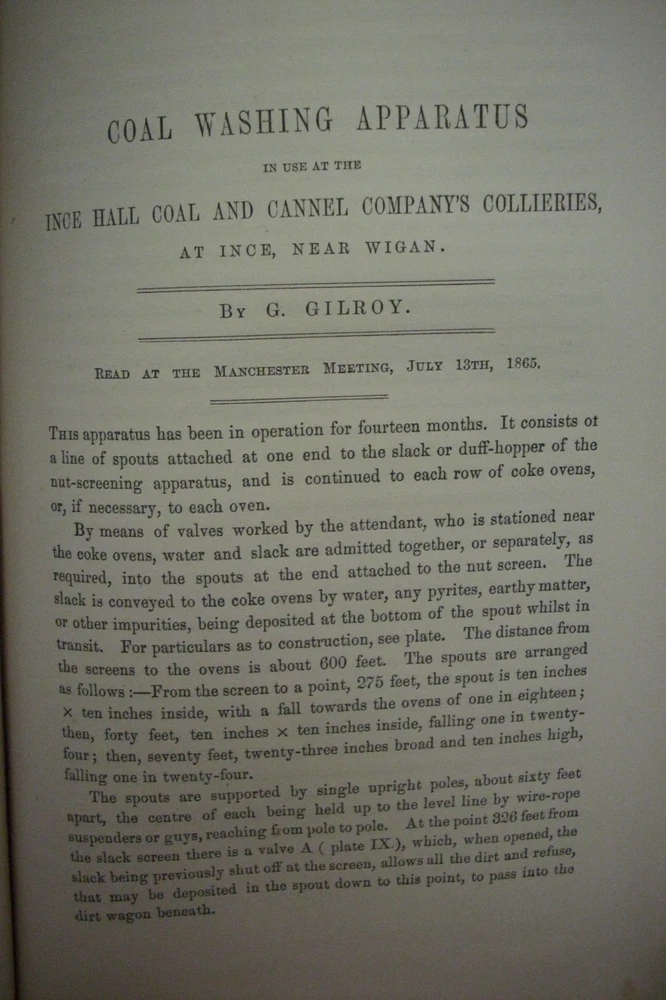 COAL WASHING APPARATUS
IN USE AT THE
INCE HALL COAL AND CANNEL COMPANY'S COLLIERIES,
AT INCE, NEAR WIGAN.
BY G. GILROY.
READ AT THE MANCHESTER MEETING, JULY 13TH, 1865.
THIS apparatus has been in operation for fourteen months. It consists of
a line of spouts attached at one end to the slack or duff-hopper of the
nut-screening apparatus, and is continued to each row of coke ovens,
or, if necessary, to each oven.
By means of valves worked by the attendant, who is stationed near
the coke ovens, water and slack are admitted together, or separately, as
required, into the spouts at the end attached to the nut screen. The
slack is conveyed to the coke ovens by water, any pyrites, earthy matter,
or other impurities, being deposited at the bottom of the spout whilst in
transit. For particulars as to construction, see plate. The distance from
the screens to the ovens is about 600 feet. The spouts are arranged
as follows :—From the screen to a point, 275 feet, the spout is ten inches
× ten inches inside, with a fall towards the ovens of one in eighteen ;
then, forty feet, ten inches × ten inches inside, falling one in twenty-
four ; then, seventy feet, twenty-three inches broad and ten inches high,
falling one in twenty-four.
The spouts are supported by single upright poles, about sixty feet
apart, the centre of each being held up to the level line by wire-rope
suspenders or guys, reaching from pole to pole. At the point 326 feet from
the slack screen there is a valve A ( plate IX.), which, when opened, the
slack being previously shut off at the screen, allows all the dirt and refuse,
that may be deposited in the spout down to this point, to pass into the
dirt wagon beneath.